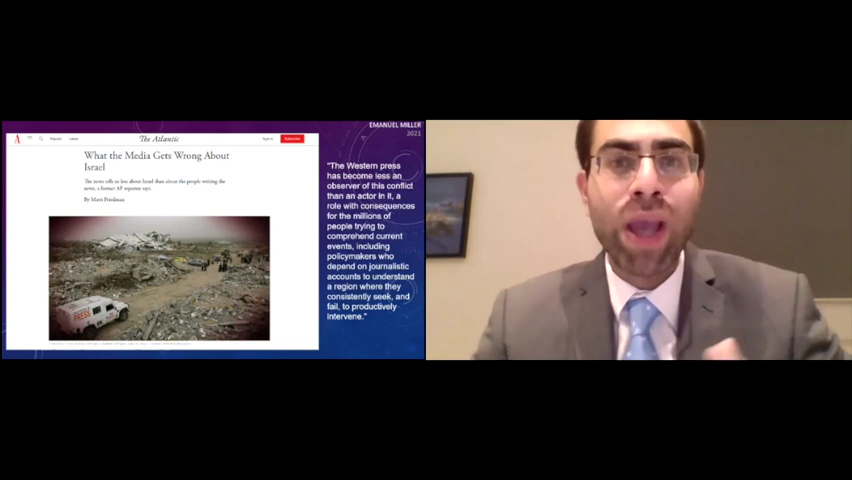 EMANUEL MILLER
2021
A
Popular
Latest
The Atlantic
Sign In
Subscribe
What the Media Gets Wrong About
Israel
The news tells us less about Israel than about the people writing the
news, a former AP reporter says.
By Matti Friedman
PRESS
"The Western press
has become less an
observer of this conflict
than an actor in it, a
role with consequences
for the millions of
people trying to
comprehend current
events, including
policymakers who
depend on journalistic
accounts to understand
a region where they
consistently seek, and
fail, to productively
intervene."